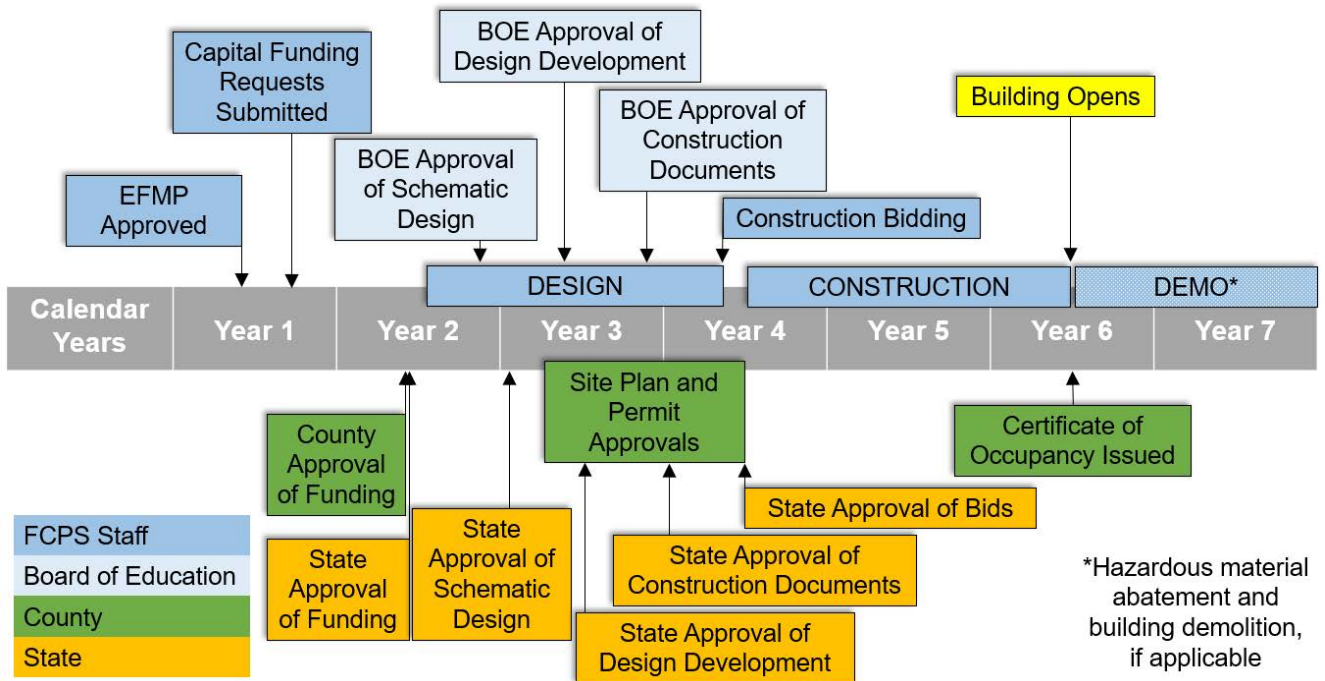 Capital Funding
Requests
Submitted
BOE Approval of
Design Development
Building Opens
BOE Approval of
Construction
Documents
BOE Approval
of Schematic
Design
EFMP
Approved
Construction Bidding
DESIGN
CONSTRUCTION
DEMO*
Calendar
Years
Year 1
Year 2
Year 3
Year 4
Year 5
Year 6
Year 7
Site Plan and
Permit
Approvals
County
Approval
of Funding
Certificate of
Occupancy Issued
State Approval of Bids
State
Approval of
Schematic
Design
State
Approval
of Funding
State Approval of
Construction Documents
State Approval of
Design Development
FCPS Staff
Board of Education
County
State
*Hazardous material
abatement and
building demolition,
if applicable